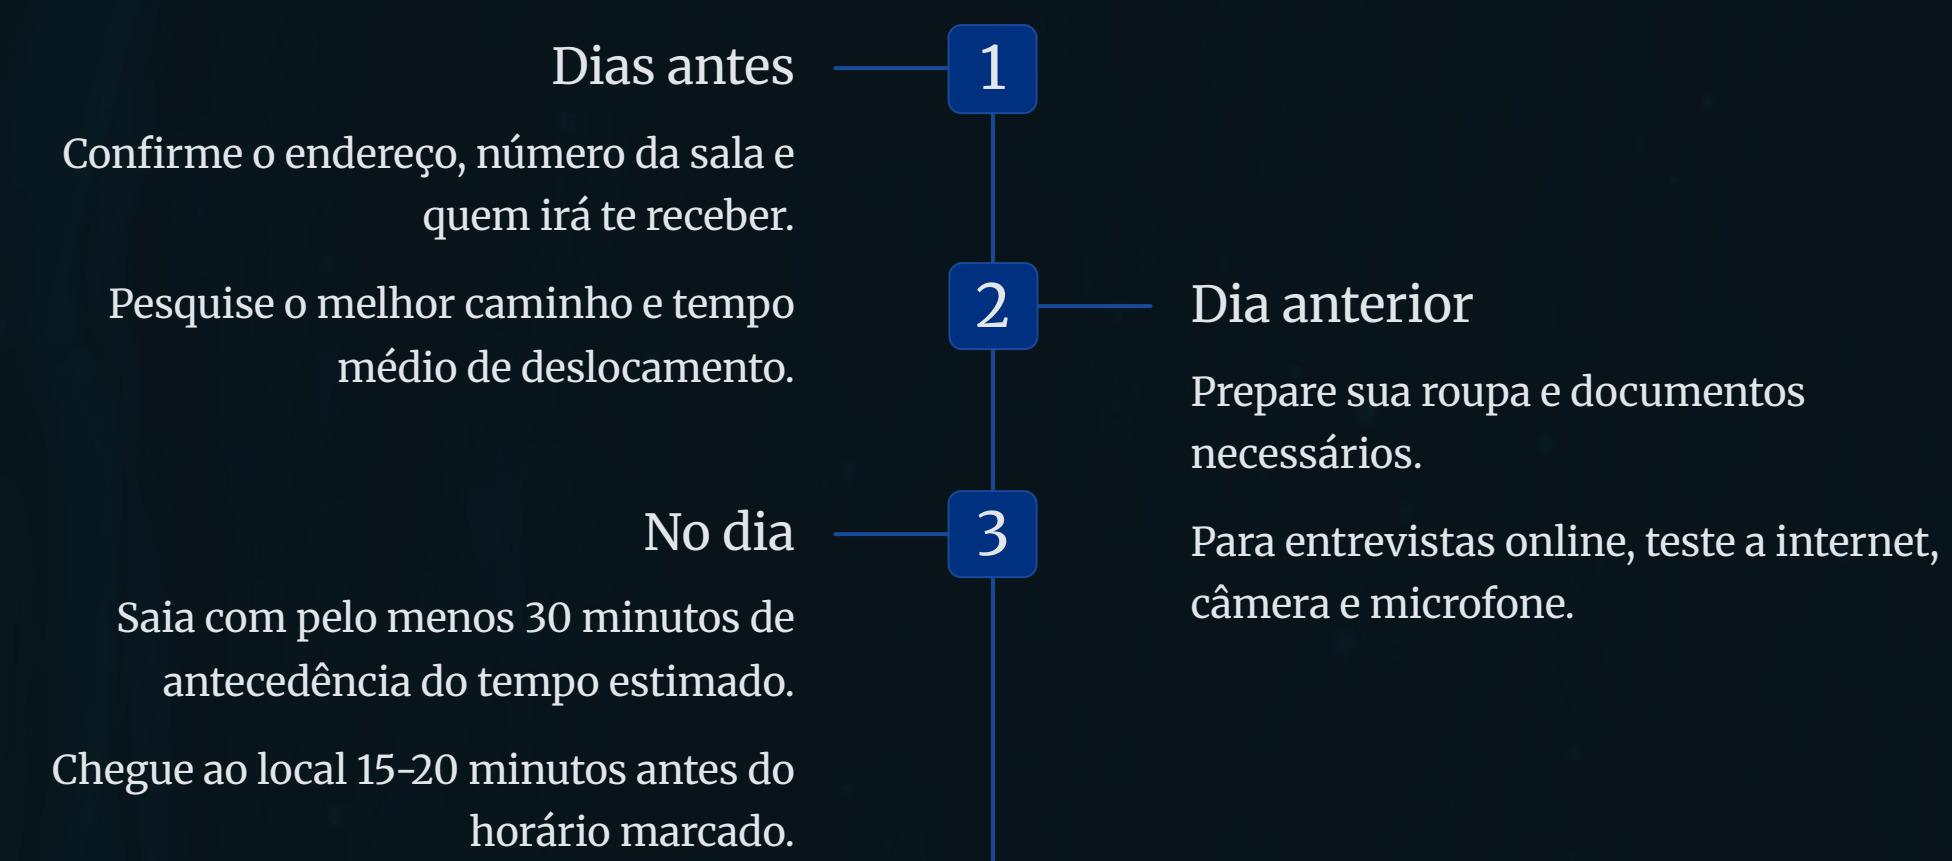 1
Dias antes
Confirme o endereço, número da sala e
quem irá te receber.
Pesquise o melhor caminho e tempo
médio de deslocamento.
2
Dia anterior
Prepare sua roupa e documentos
necessários.
Para entrevistas online, teste a internet,
câmera e microfone.
3
No dia
Saia com pelo menos 30 minutos de
antecedência do tempo estimado.
Chegue ao local 15-20 minutos antes do
horário marcado.